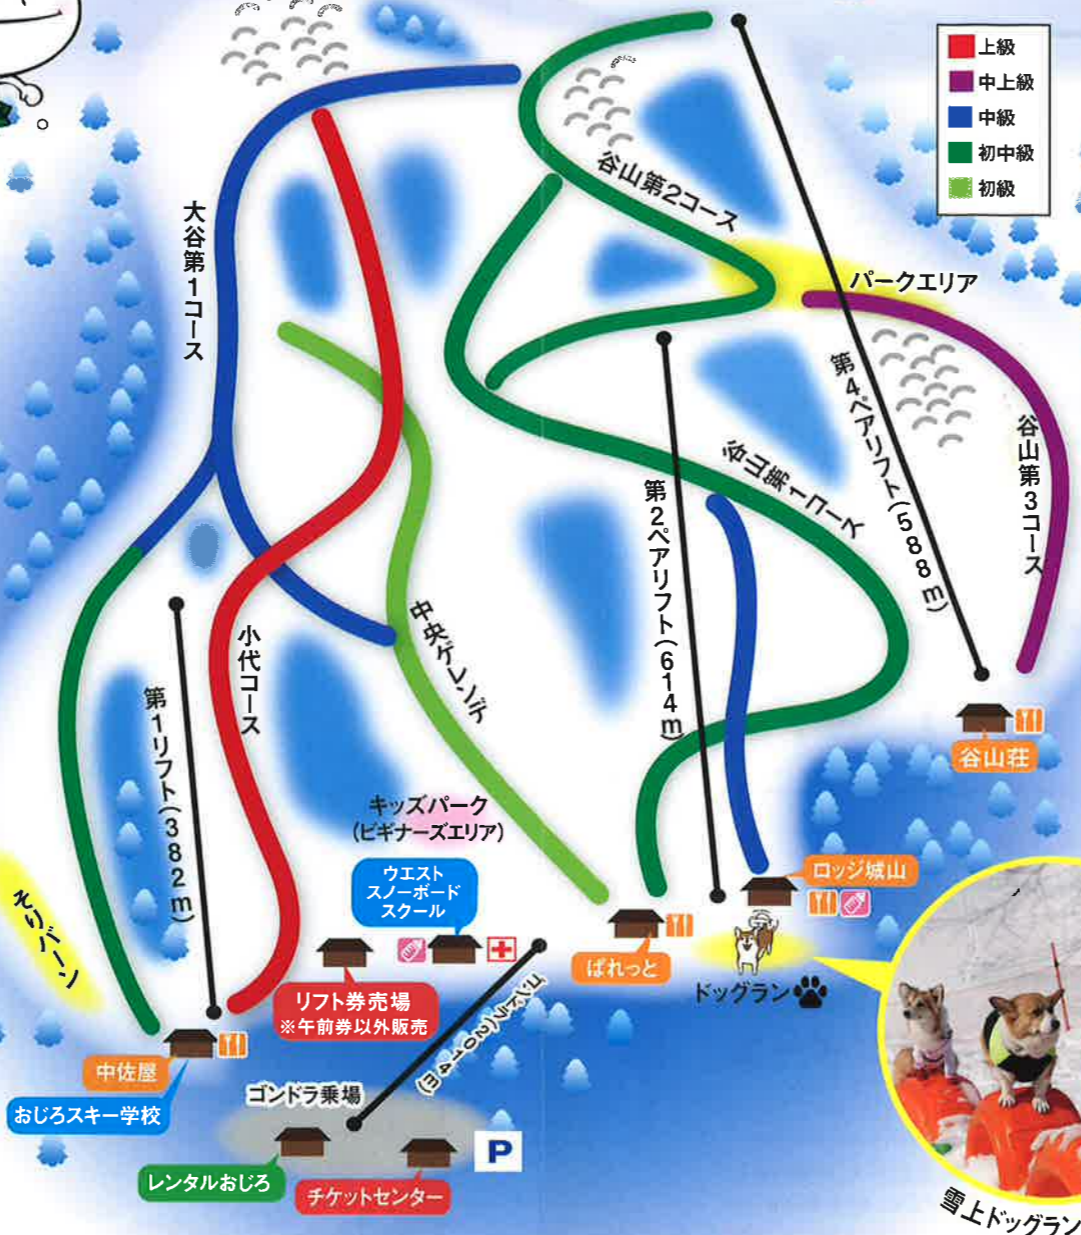 上級
中上級
中級
初中級
初級
谷山第2コース
パークエリア
大谷第1コース
第4ペアリフト(588m)
谷山第3コース
谷山第1コース
第2ペアリフト(614m)
中央ゲレンデ
小代コース
第1リフト(382m)
谷山荘
キッズパーク
(ビギナーズエリア)
ウエスト
スノーボード
スクール
ロッジ城山
そりバーン
ぱれっと
ドッグラン
リフト券売場
※午前券以外販売
ゴンドラ(2014m)
中佐屋
おじろスキー学校
ゴンドラ乗場
P
レンタルおじろ
チケットセンター
雪上ドッグラン